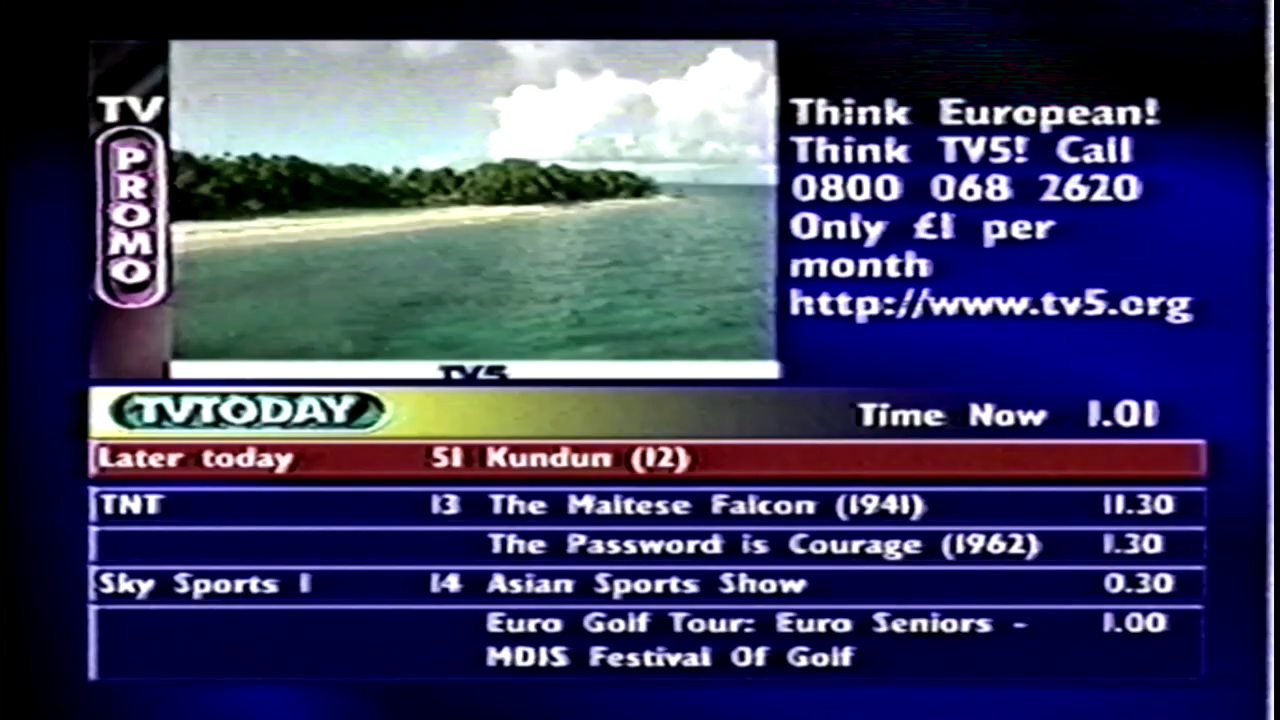 TV
PROMO
Think European!
Think TV5! Call
0800 068 2620
Only £1 per
month
http://www.tv5.org
TV5
TVTODAY
Time Now 1.01
Later today 51 Kundun (12)
TNT 13 The Maltese Falcon (1941) 11.30
The Password is Courage (1962) 1.30
Sky Sports 1 14 Asian Sports Show 0.30
Euro Golf Tour: Euro Seniors - 1.00
MDIS Festival Of Golf